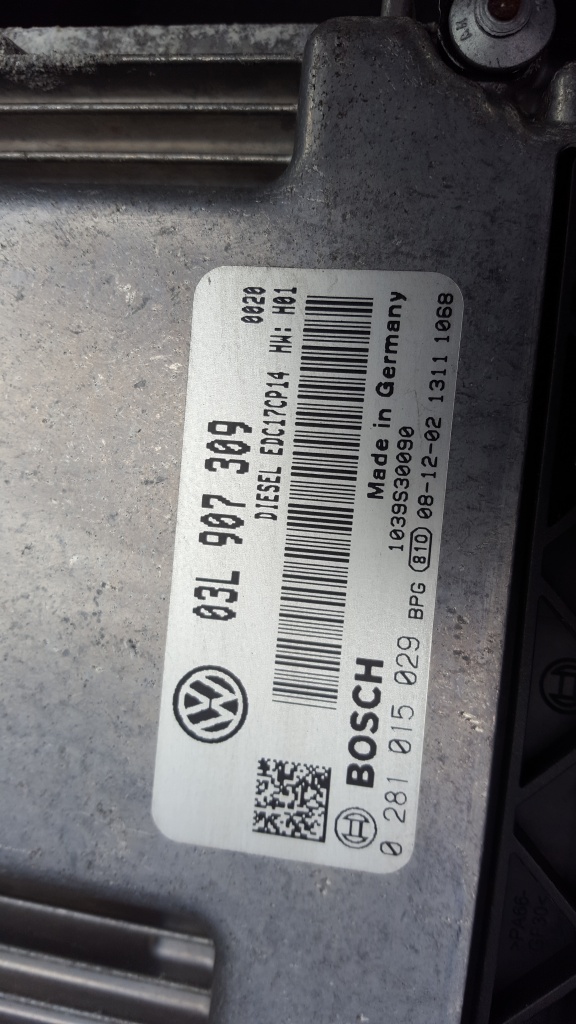 03L 907 309
0020
DIESEL EDC17CP14 HW: H01
Made in Germany
BOSCH
1039S30090
0 281 015 029 BPG 810 08-12-02 1311 1068